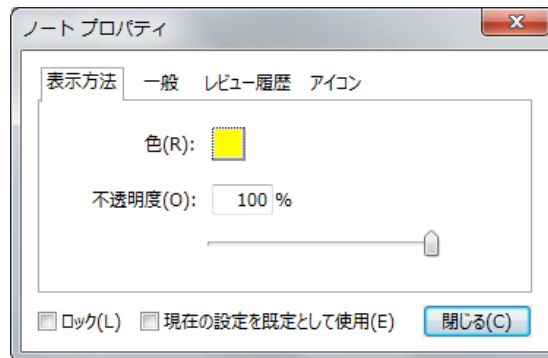 ノート プロパティ
表示方法 一般 レビュー履歴 アイコン
色(R):
不透明度(O): 100 %
ロック(L) 現在の設定を既定として使用(E) 閉じる(C)